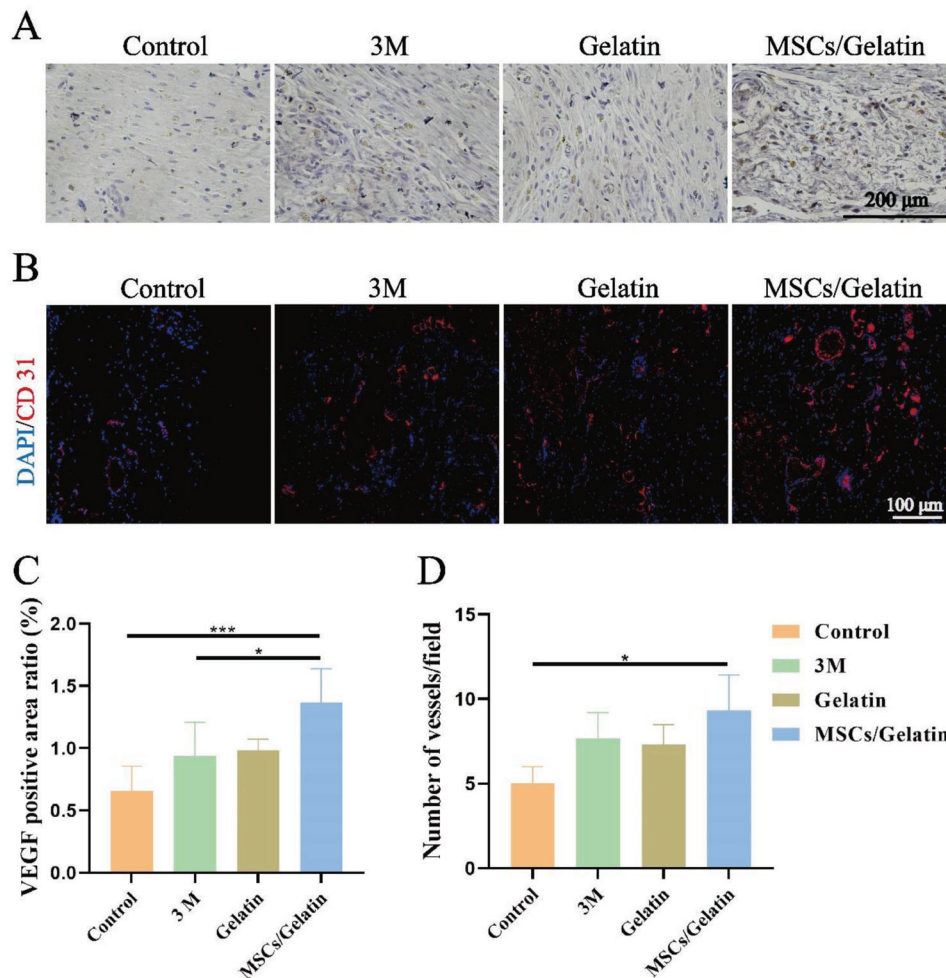 A
Control 3M Gelatin MSCs/Gelatin
200 μm
B
Control 3M Gelatin MSCs/Gelatin
DAPI/CD 31
100 μm
C
VEGF positive area ratio (%)
2.0
1.5
1.0
0.5
0.0
***
*
Control 3 M Gelatin MSCs/Gelatin
D
Number of vessels/field
15
10
5
0
*
Control 3M Gelatin MSCs/Gelatin
Control
3M
Gelatin
MSCs/Gelatin